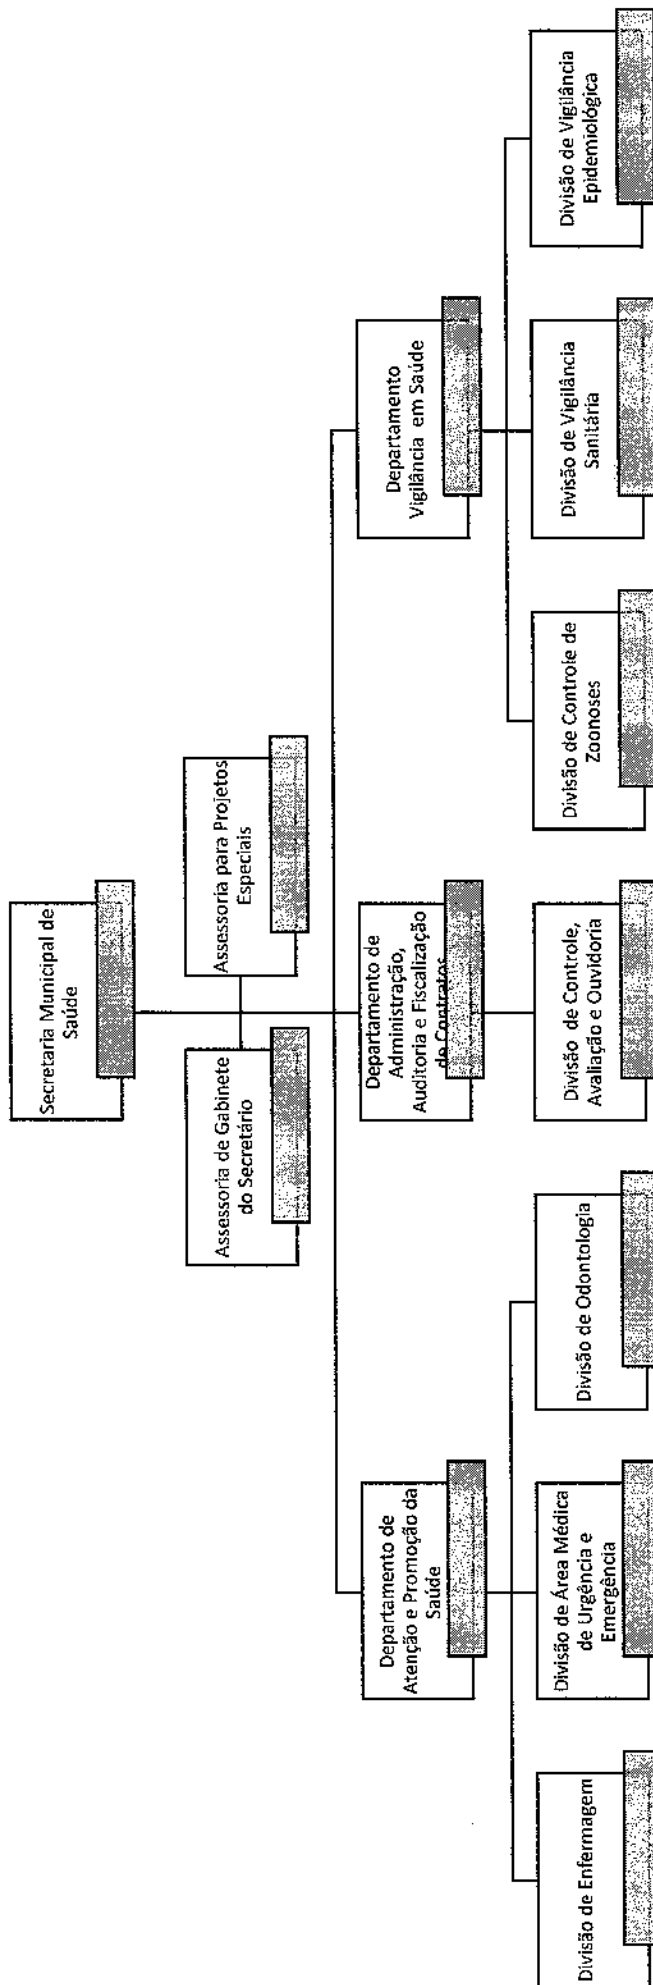 Secretaria Municipal de
Saúde
Assessoria de Gabinete
do Secretário
Assessoria para Projetos
Especiais
Departamento de
Atenção e Promoção da
Saúde
Departamento de
Administração,
Auditoria e Fiscalização
de Contratos
Departamento
Vigilância em Saúde
Divisão de Enfermagem
Divisão de Área Médica
de Urgência e
Emergência
Divisão de Odontologia
Divisão de Controle,
Avaliação e Ouvidoria
Divisão de Controle de
Zoonoses
Divisão de Vigilância
Sanitária
Divisão de Vigilância
Epidemiológica